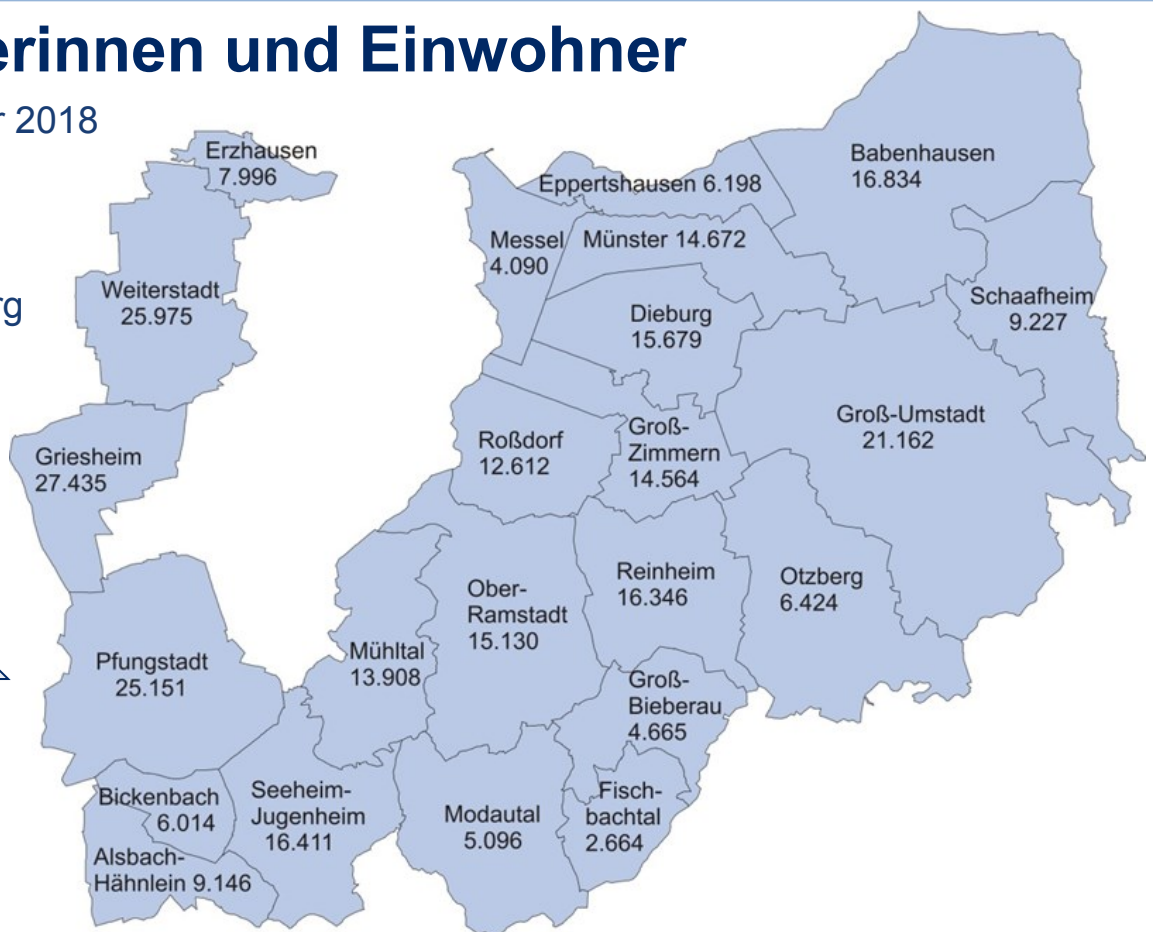 erinnen und Einwohner
r 2018
rg
Erzhausen
7.996
Babenhausen
16.834
Eppertshausen 6.198
Messel
4.090
Münster 14.672
Weiterstadt
25.975
Dieburg
15.679
Schaafheim
9.227
Groß-Umstadt
21.162
Griesheim
27.435
Roßdorf
12.612
Groß-
Zimmern
14.564
Ober-
Ramstadt
15.130
Reinheim
16.346
Otzberg
6.424
Mühltal
13.908
Pfungstadt
25.151
Groß-
Bieberau
4.665
Bickenbach
6.014
Seeheim-
Jugenheim
16.411
Modautal
5.096
Fisch-
bachtal
2.664
Alsbach-
Hähnlein 9.146